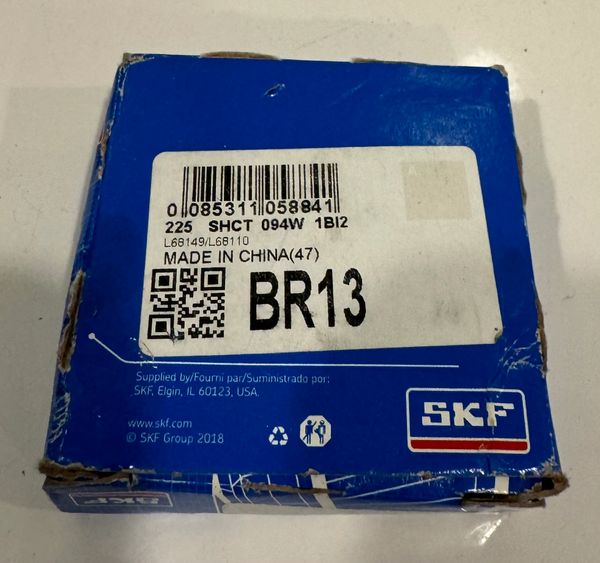 0 085311 058841
225 SHCT 094W 1BI2
L68149/L68110
MADE IN CHINA(47)
BR13
Supplied by/Fourni par/Suministrado por:
SKF, Elgin, IL 60123, USA.
www.skf.com
© SKF Group 2018
SKF
SKF